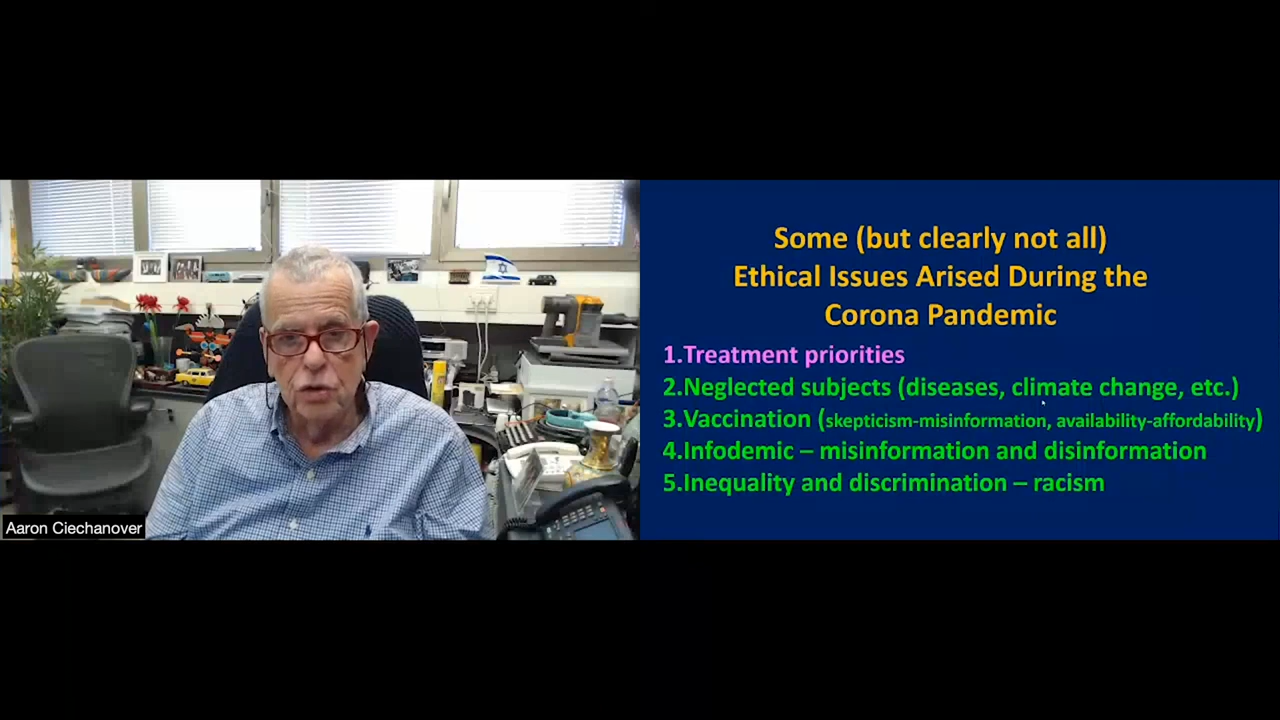 Some (but clearly not all)
Ethical Issues Arised During the
Corona Pandemic
1.Treatment priorities
2.Neglected subjects (diseases, climate change, etc.)
3.Vaccination (skepticism-misinformation, availability-affordability)
4.Infodemic – misinformation and disinformation
5.Inequality and discrimination – racism
Aaron Ciechanover